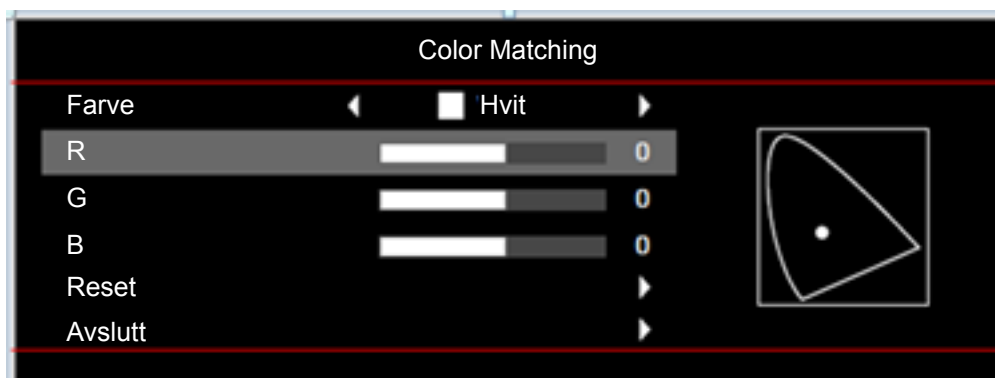 Color Matching
Farve Hvit
R 0
G 0
B 0
Reset
Avslutt